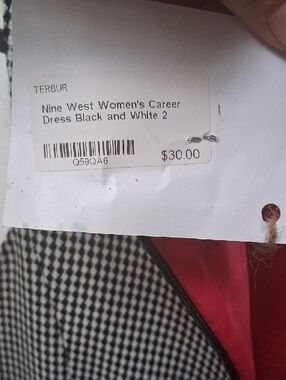 TERBUR
Nine West Women's Career
Dress Black and White 2
Q59QA6
$30.00